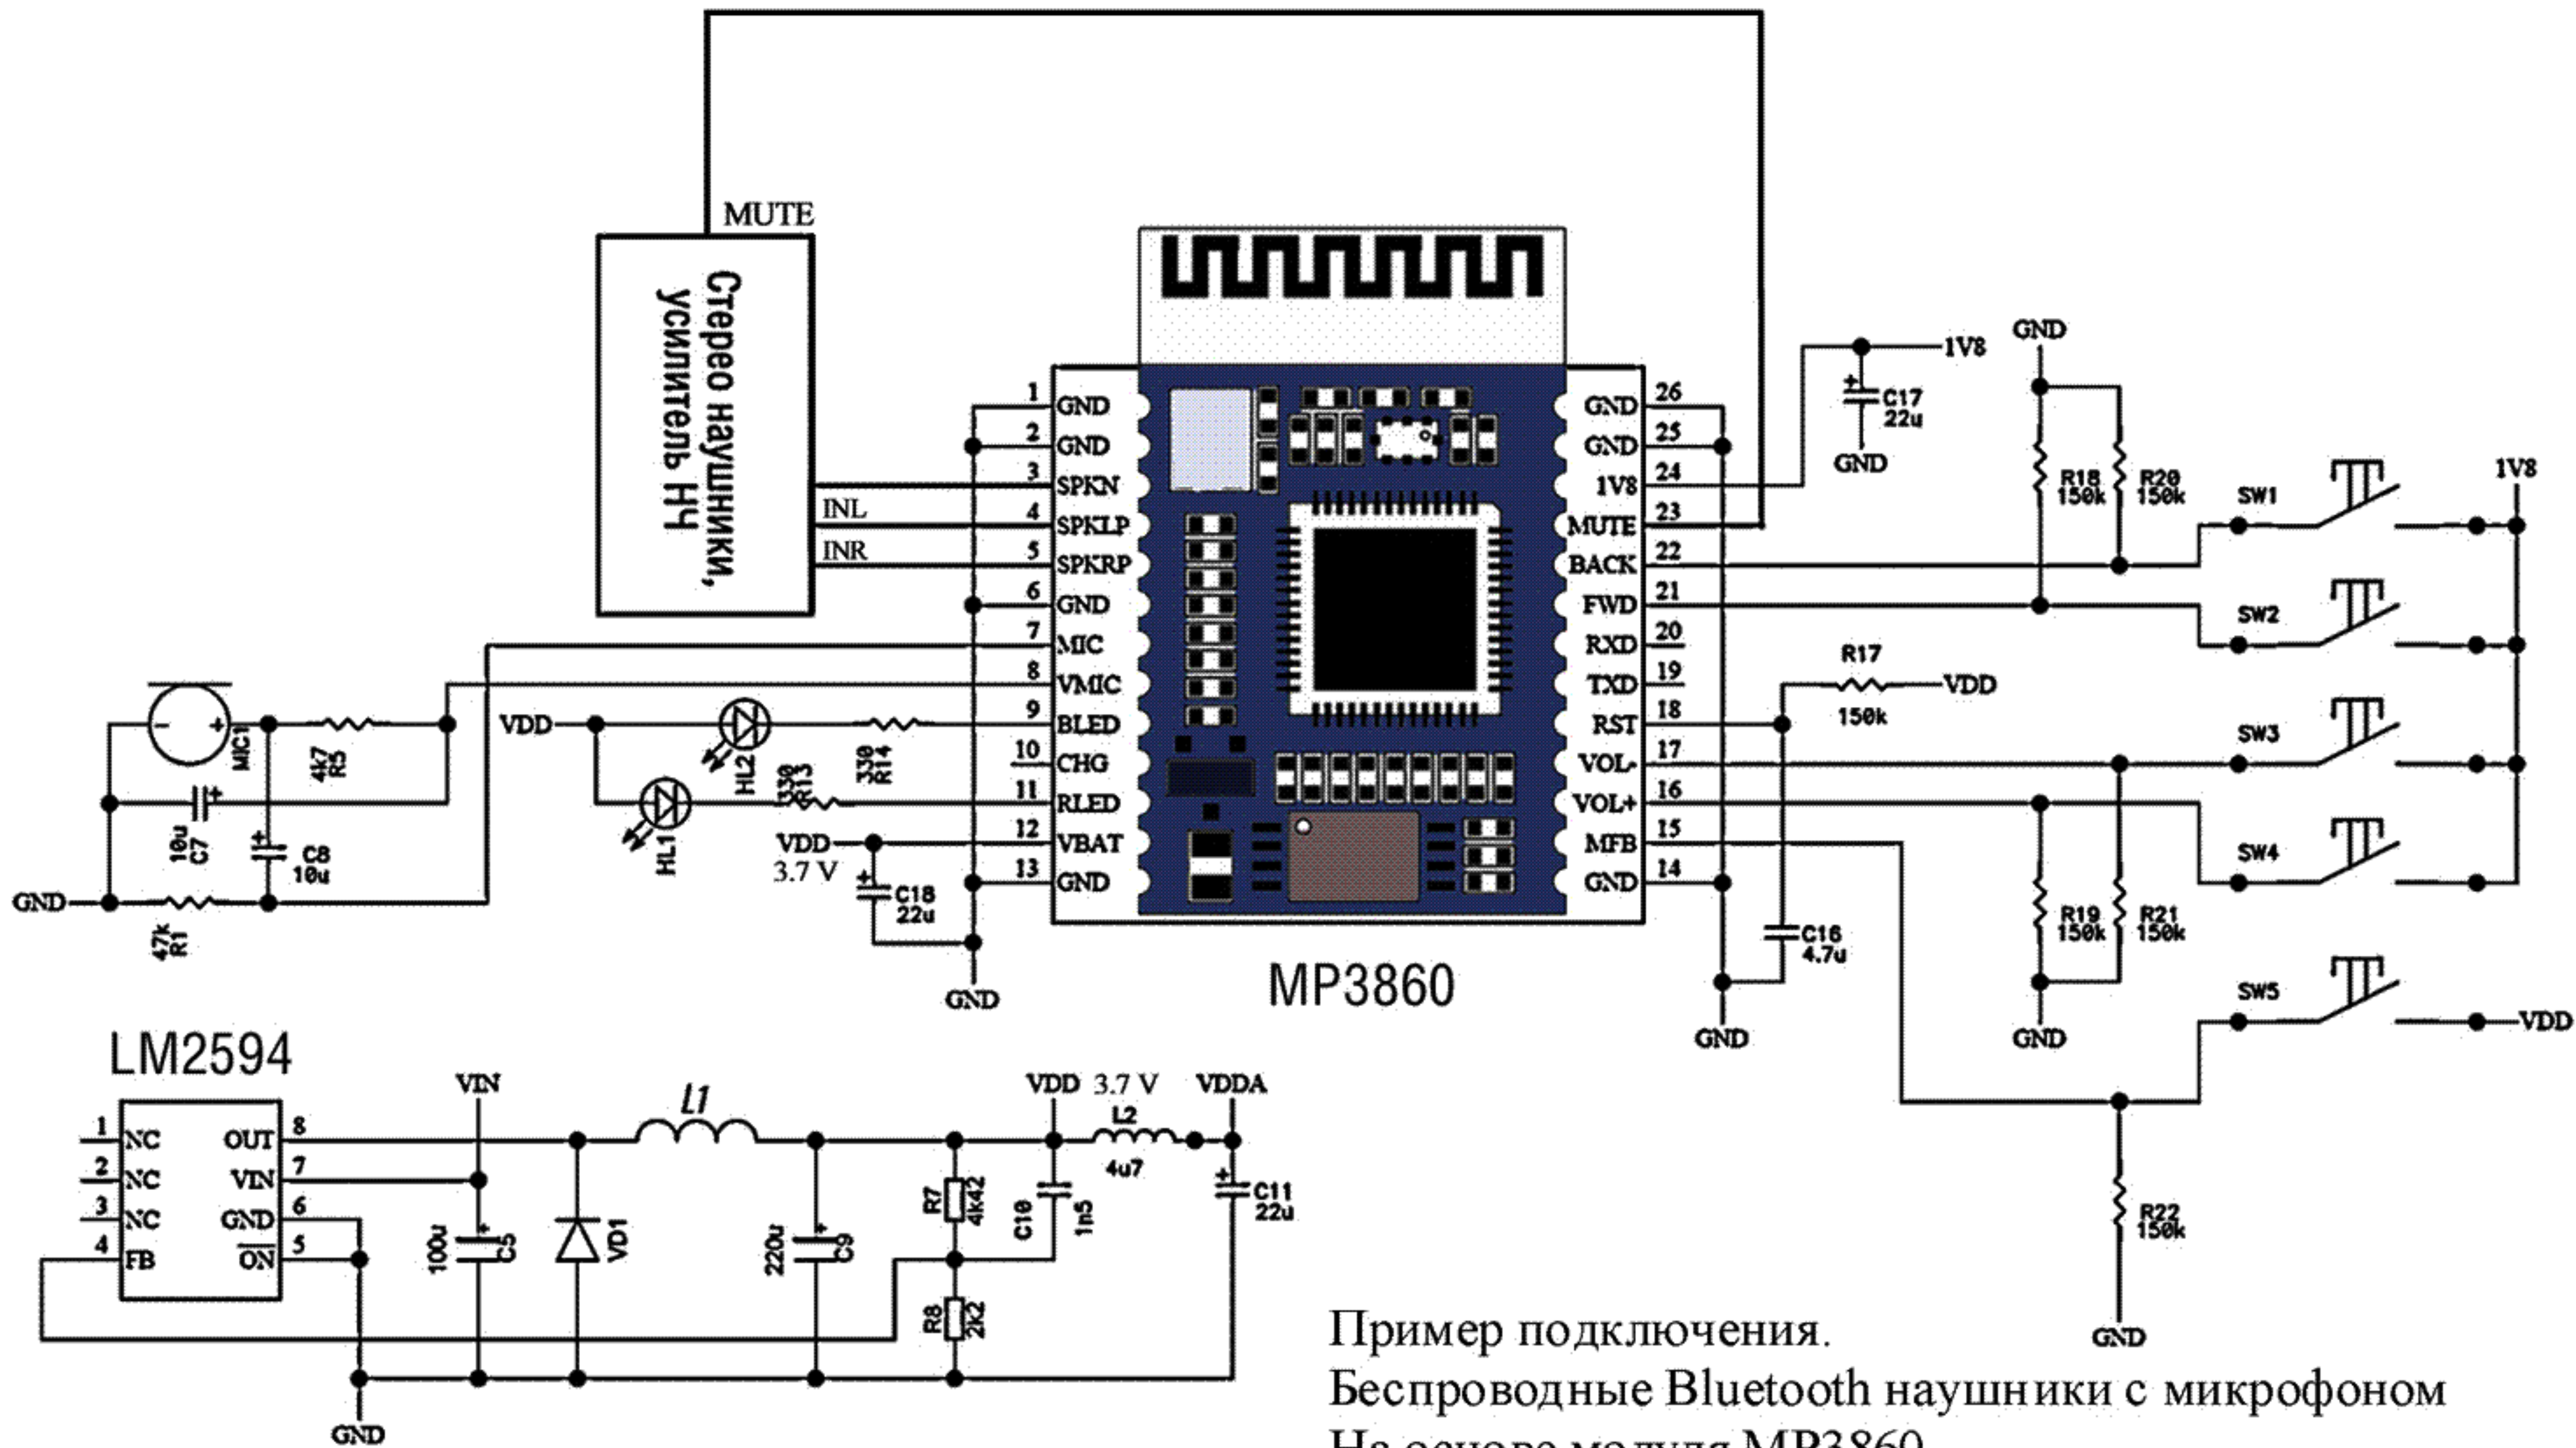 MUTE
Стерео наушники,
усилитель НЧ
INL
INR
1 GND
2 GND
3 SPKN
4 SPKLP
5 SPKRP
6 GND
7 MIC
8 VMIC
9 BLED
10 CHG
11 RLED
12 VBAT
13 GND
GND 26
GND 25
1V8 24
MUTE 23
BACK 22
FWD 21
RXD 20
TXD 19
RST 18
VOL- 17
VOL+ 16
MFB 15
GND 14
MP3860
1V8
+
C17
22u
GND
GND
R18
150k
R20
150k
1V8
SW1
SW2
SW3
SW4
SW5
VDD
R17
150k
VDD
C16
4.7u
GND
R19
150k
R21
150k
GND
R22
150k
GND
- +
MIC1
4k7
R5
+
10u
C7
+
C8
10u
GND
47k
R1
VDD
HL2
330
R14
HL1
330
R13
VDD
3.7 V
+
C18
22u
GND
LM2594
1 NC
2 NC
3 NC
4 FB
OUT 8
VIN 7
GND 6
ON 5
VIN
+
100u
C5
VD1
L1
+
220u
C9
R7
4k42
R8
2k2
C10
1n5
VDD 3.7 V
L2
4u7
VDDA
+
C11
22u
GND
Пример подключения.
Беспроводные Bluetooth наушники с микрофоном
На основе модуля MP3860